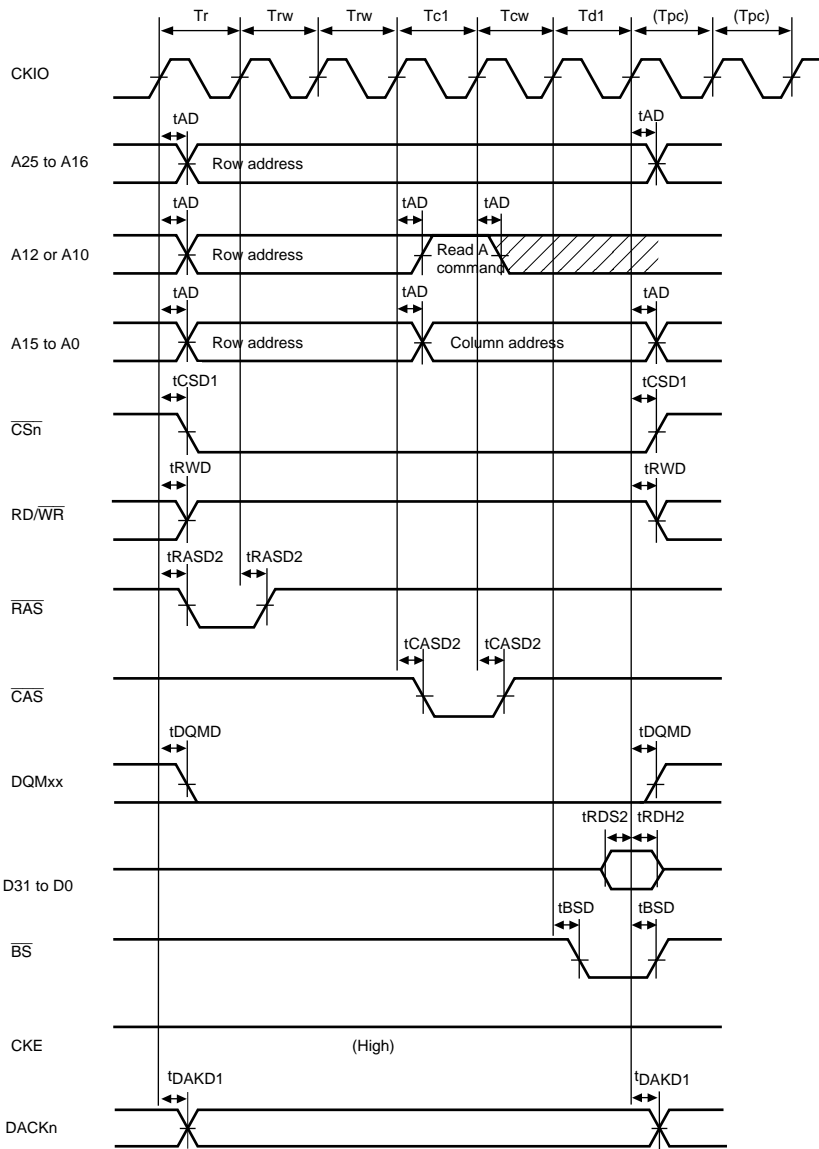 Tr Trw Trw Tc1 Tcw Td1 (Tpc) (Tpc)
CKIO
tAD tAD
A25 to A16 Row address
tAD tAD tAD
A12 or A10 Row address Read A
command
tAD tAD tAD
A15 to A0 Row address Column address
tCSD1 tCSD1
CSn
tRWD tRWD
RD/WR
tRASD2 tRASD2
RAS
tCASD2 tCASD2
CAS
tDQMD tDQMD
DQMxx
tRDS2 tRDH2
D31 to D0
tBSD tBSD
BS
CKE (High)
tDAKD1 tDAKD1
DACKn